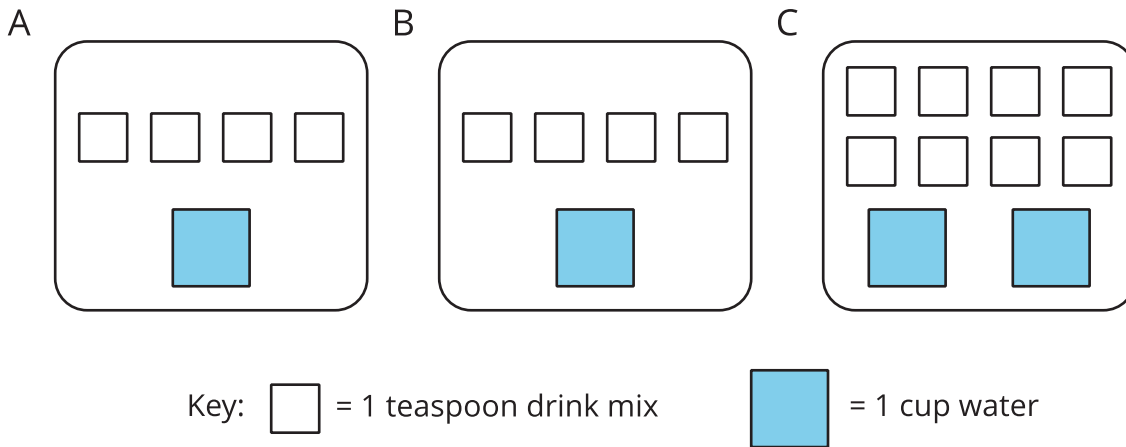 A B C
Key: = 1 teaspoon drink mix = 1 cup water